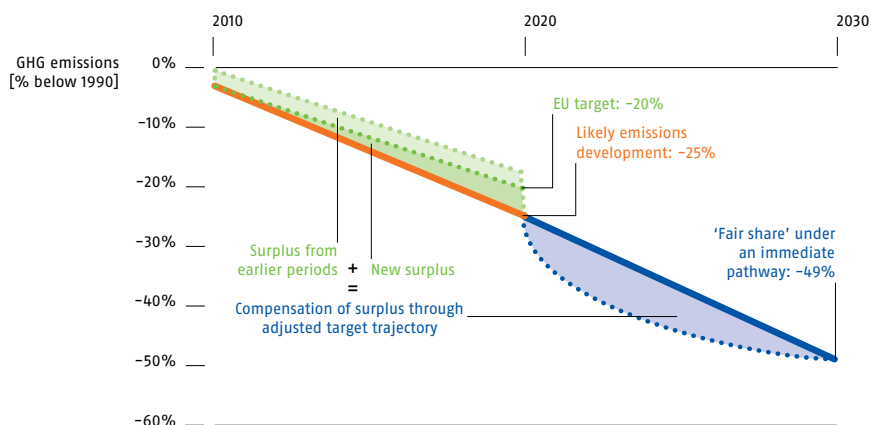 2010
2020
2030
GHG emissions
[% below 1990]
0%
EU target: -20%
-10%
Likely emissions
development: -25%
-20%
-30%
'Fair share' under
an immediate
pathway: -49%
Surplus from
earlier periods + New surplus
=
Compensation of surplus through
adjusted target trajectory
-40%
-50%
-60%